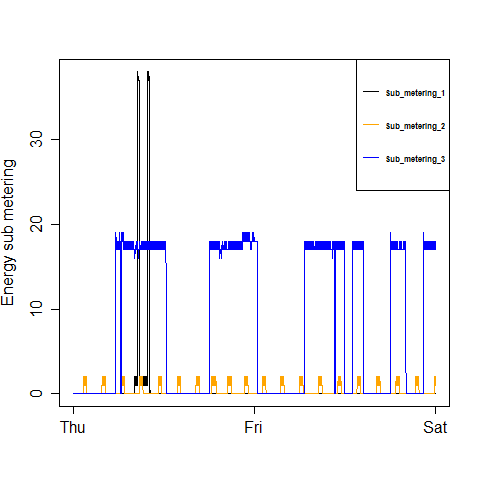 Sub_metering_1
Sub_metering_2
Sub_metering_3
Energy sub metering
30
20
10
0
Thu Fri Sat